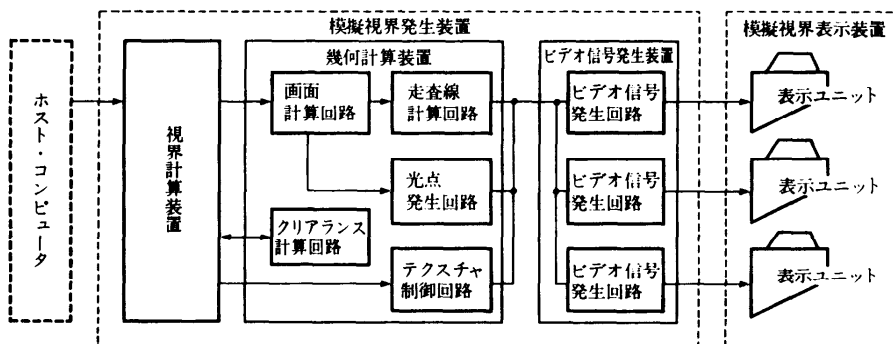 模擬視界発生装置
模擬視界表示装置
幾何計算装置
ビデオ信号発生装置
ホスト・コンピュータ
視界計算装置
画面
計算回路
走査線
計算回路
ビデオ信号
発生回路
表示ユニット
光点
発生回路
ビデオ信号
発生回路
表示ユニット
クリアランス
計算回路
テクスチャ
制御回路
ビデオ信号
発生回路
表示ユニット